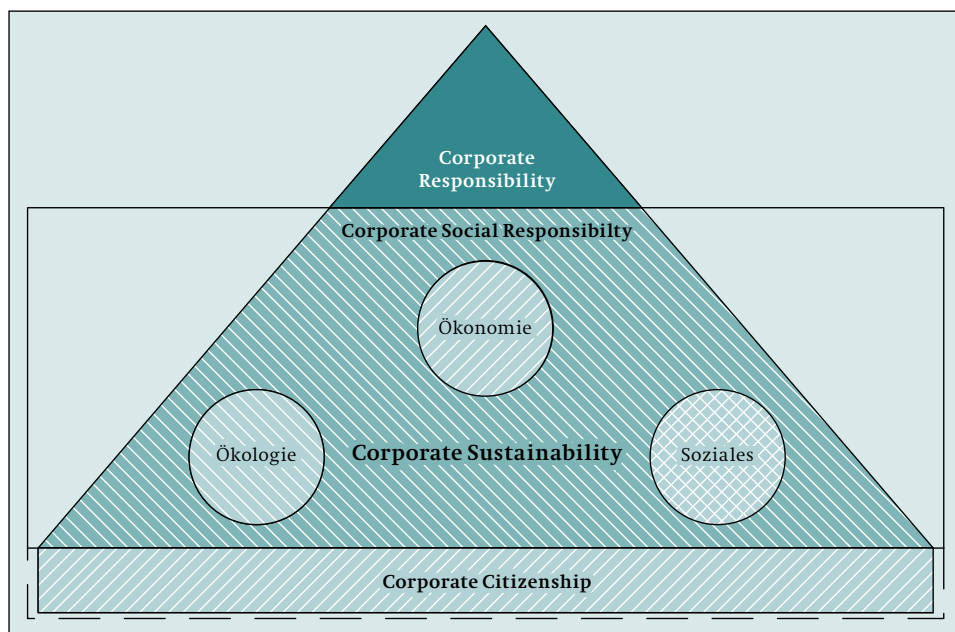 Corporate
Responsibility
Corporate Social Responsibilty
Ökonomie
Ökologie
Corporate Sustainability
Soziales
Corporate Citizenship